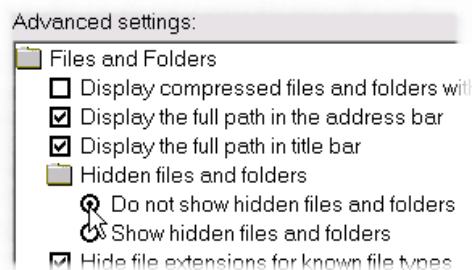 Advanced settings:
Files and Folders
Display compressed files and folders with
Display the full path in the address bar
Display the full path in title bar
Hidden files and folders
Do not show hidden files and folders
Show hidden files and folders
Hide file extensions for known file types